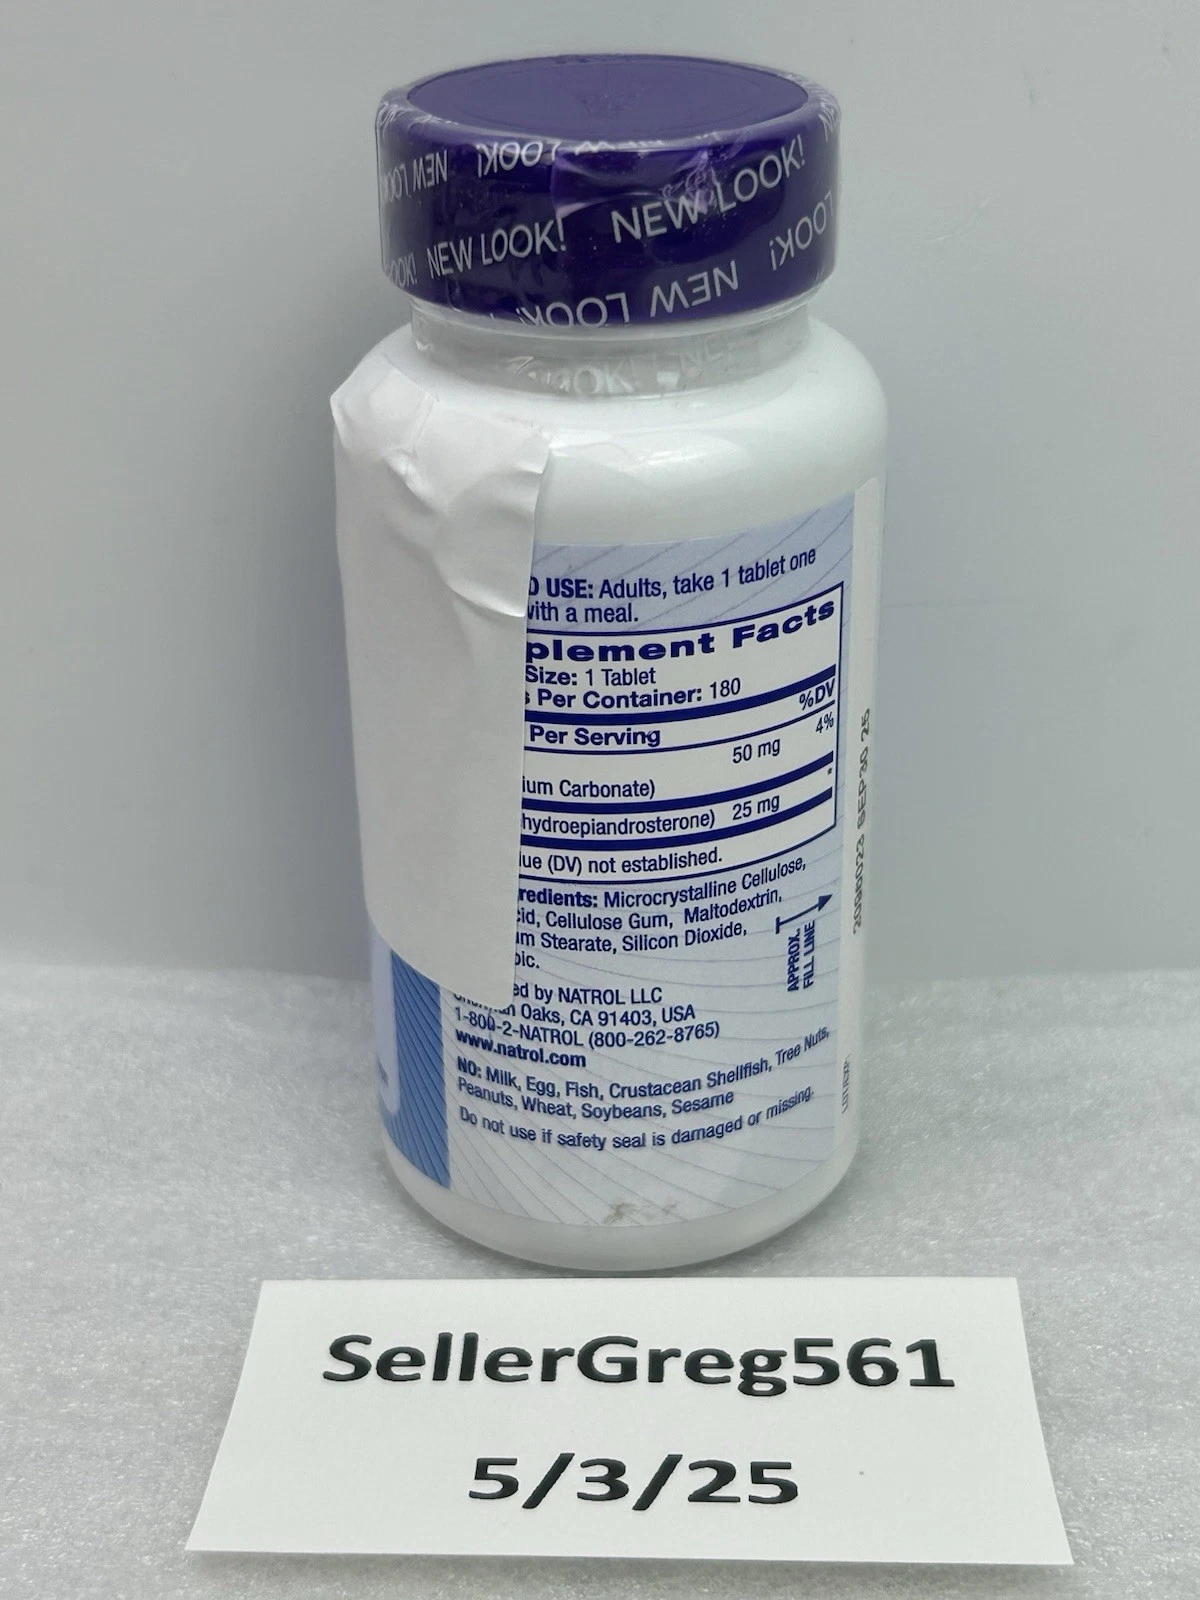 NEW LOOK!
NEW LOOK! NEW LOOK!
NEW LOOK!
USE: Adults, take 1 tablet one
with a meal.
plement Facts
Size: 1 Tablet
s Per Container: 180
%DV
Per Serving
50 mg 4%
ium Carbonate)
hydroepiandrosterone) 25 mg *
lue (DV) not established.
redients: Microcrystalline Cellulose,
cid, Cellulose Gum, Maltodextrin,
um Stearate, Silicon Dioxide,
APPROX.
FILL LINE
ed by NATROL LLC
Oaks, CA 91403, USA
1-800-2-NATROL (800-262-8765)
www.natrol.com
NO: Milk, Egg, Fish, Crustacean Shellfish, Tree Nuts,
Peanuts, Wheat, Soybeans, Sesame
Do not use if safety seal is damaged or missing.
SEP 30 25
SellerGreg561
5/3/25